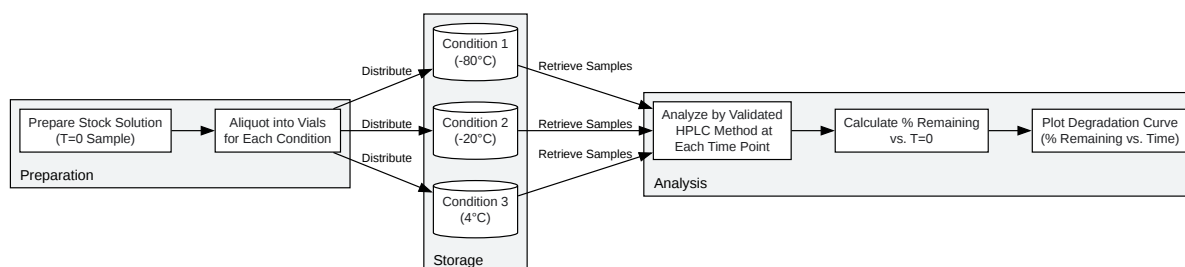 Prepare Stock Solution
(T=0 Sample)
Aliquot into Vials
for Each Condition
Preparation
Distribute
Distribute
Distribute
Condition 1
(-80°C)
Condition 2
(-20°C)
Condition 3
(4°C)
Storage
Retrieve Samples
Retrieve Samples
Retrieve Samples
Analyze by Validated
HPLC Method at
Each Time Point
Calculate % Remaining
vs. T=0
Plot Degradation Curve
(% Remaining vs. Time)
Analysis